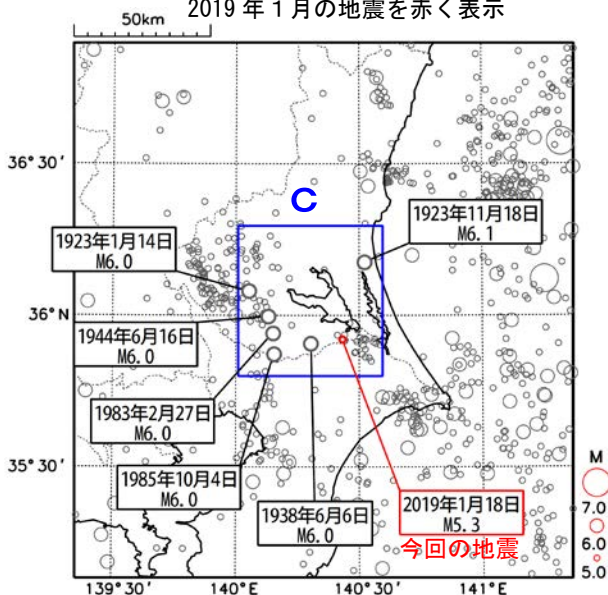 2019 年 1 月の地震を赤く表示
50km
36°30′
C
1923年11月18日
M6.1
1923年1月14日
M6.0
36°N
1944年6月16日
M6.0
1983年2月27日
M6.0
35°30′
1985年10月4日
M6.0
1938年6月6日
M6.0
2019年1月18日
M5.3
今回の地震
M
7.0
6.0
5.0
139°30′
140°E
140°30′
141°E